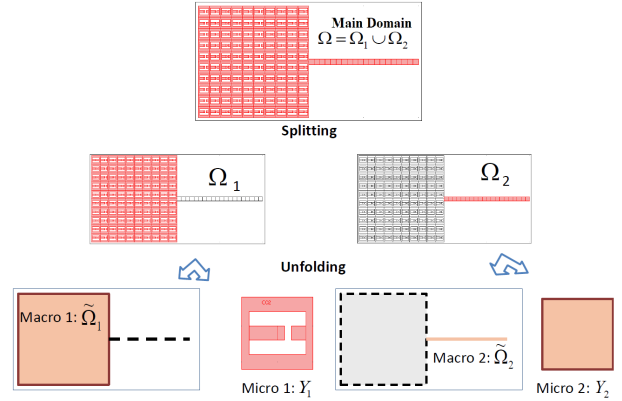 Main Domain
Ω = Ω₁ ∪ Ω₂
Splitting
Ω₁
Ω₂
Unfolding
Macro 1: Ω̃₁
CO2
Micro 1: Y₁
Macro 2: Ω̃₂
Micro 2: Y₂